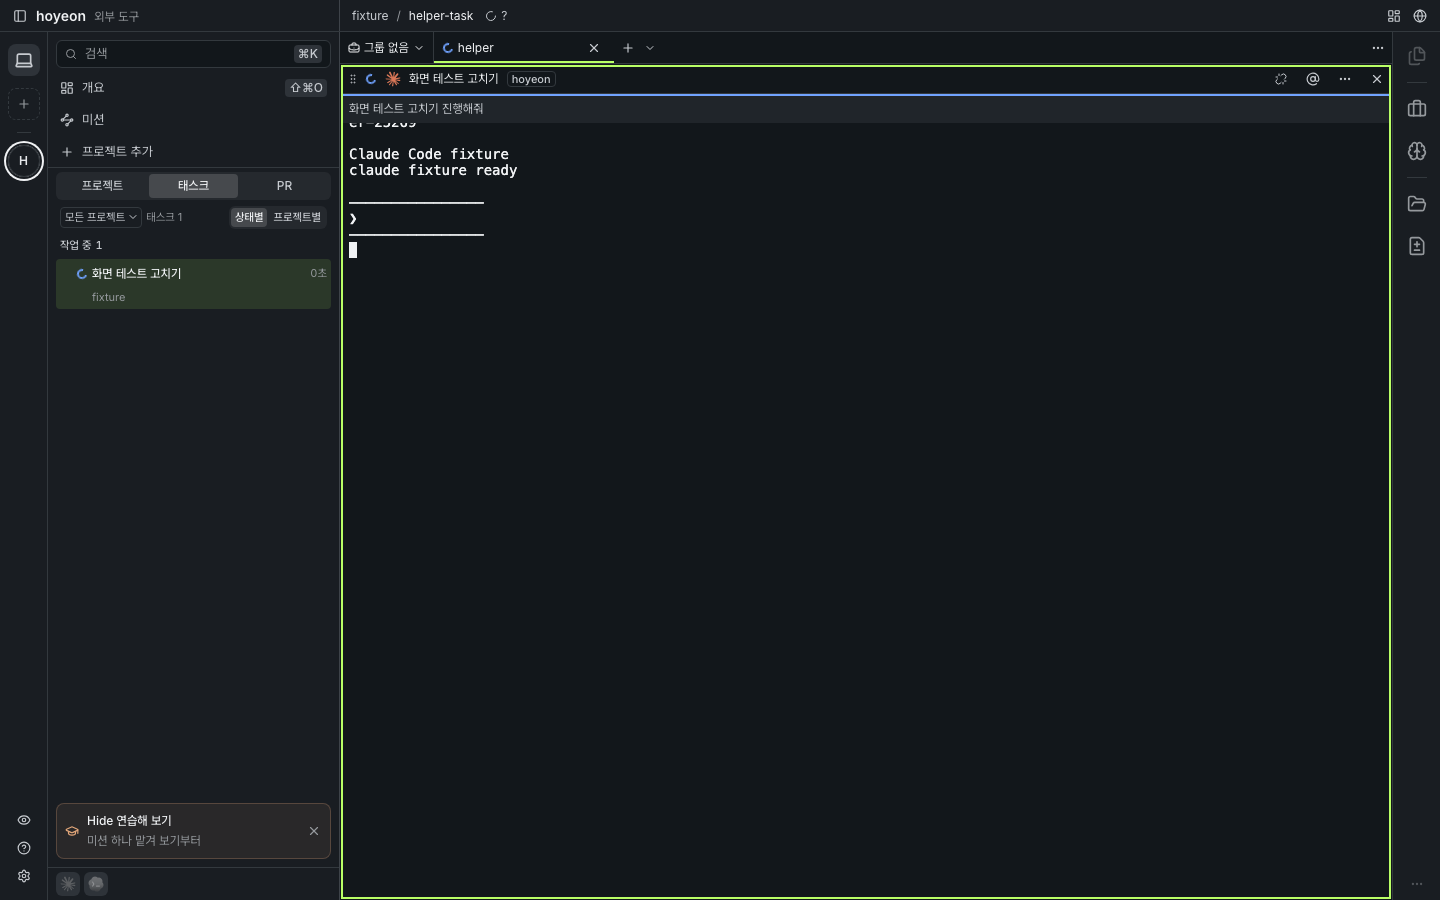 hoyeon 외부 도구
fixture / helper-task ?
검색 ⌘K
개요 ⇧⌘O
미션
프로젝트 추가
프로젝트 태스크 PR
모든 프로젝트 태스크 1 상태별 프로젝트별
작업 중 1
화면 테스트 고치기 0초
fixture
H
Hide 연습해 보기
미션 하나 맡겨 보기부터
그룹 없음 helper
화면 테스트 고치기 hoyeon
화면 테스트 고치기 진행해줘
Claude Code fixture
claude fixture ready
❯